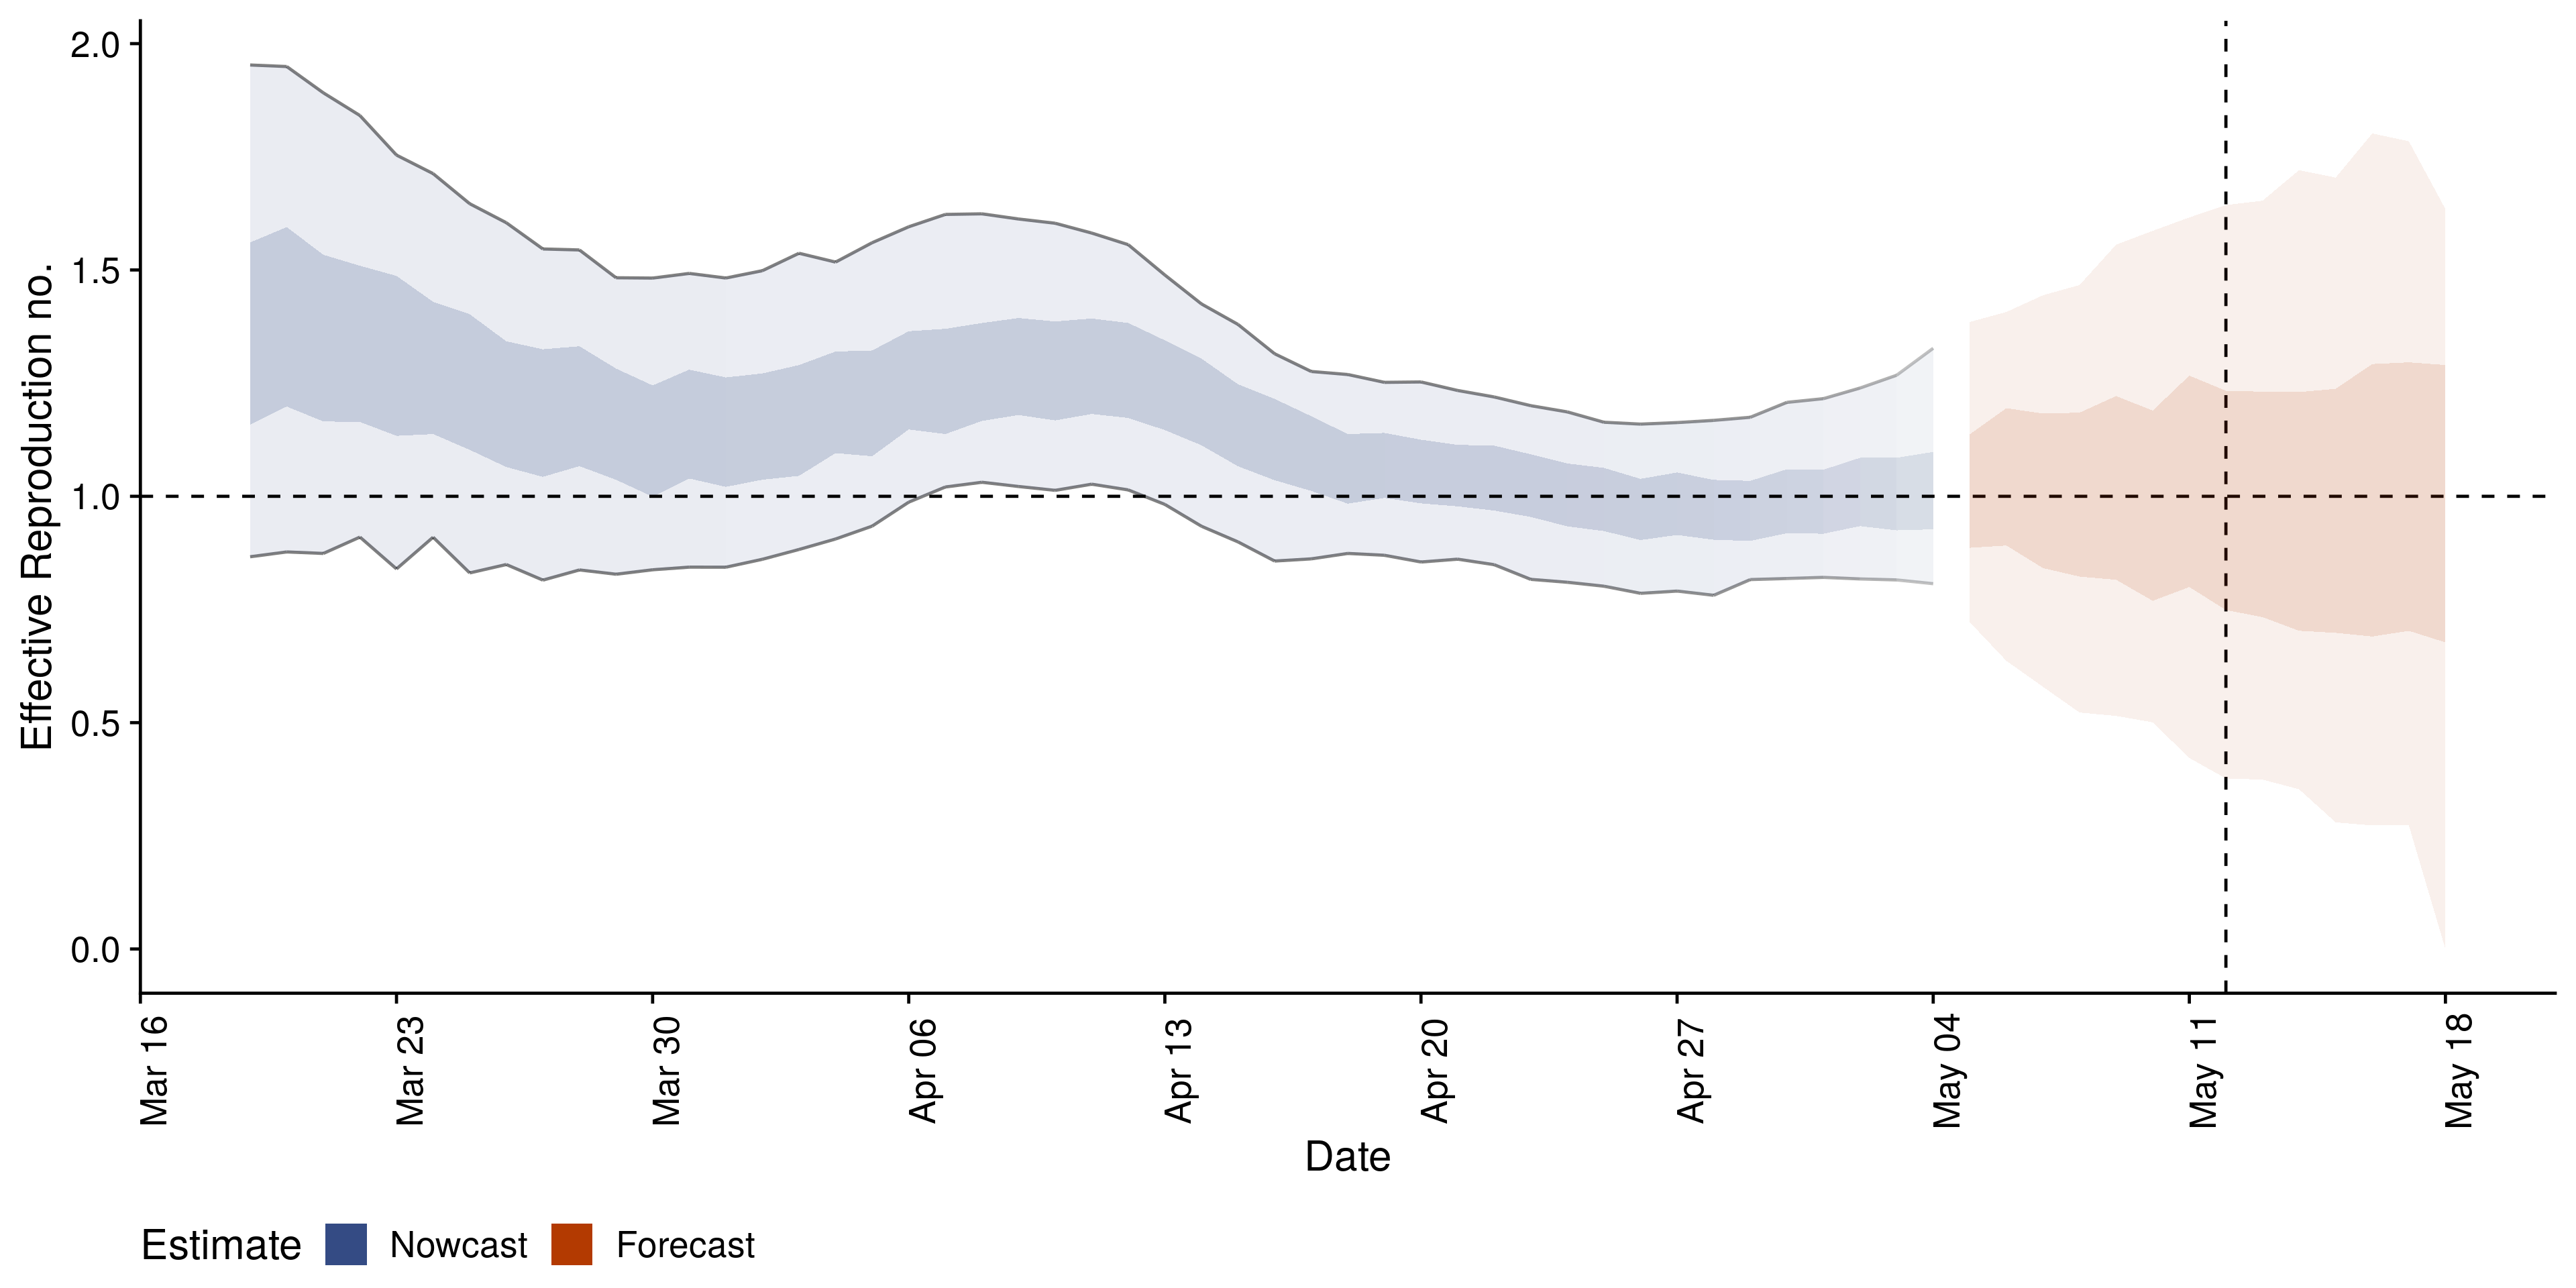 Effective Reproduction no.
2.0
1.5
1.0
0.5
0.0
Mar 16
Mar 23
Mar 30
Apr 06
Apr 13
Apr 20
Apr 27
May 04
May 11
May 18
Date
Estimate Nowcast Forecast